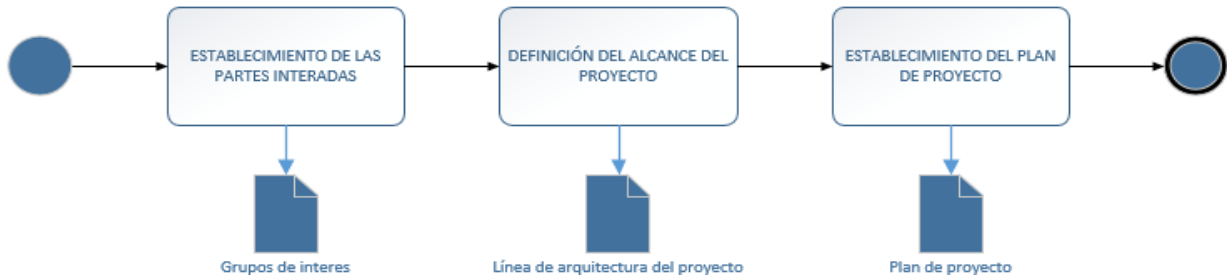 ESTABLECIMIENTO DE LAS
PARTES INTERADAS
DEFINICIÓN DEL ALCANCE DEL
PROYECTO
ESTABLECIMIENTO DEL PLAN
DE PROYECTO
Grupos de interes
Línea de arquitectura del proyecto
Plan de proyecto